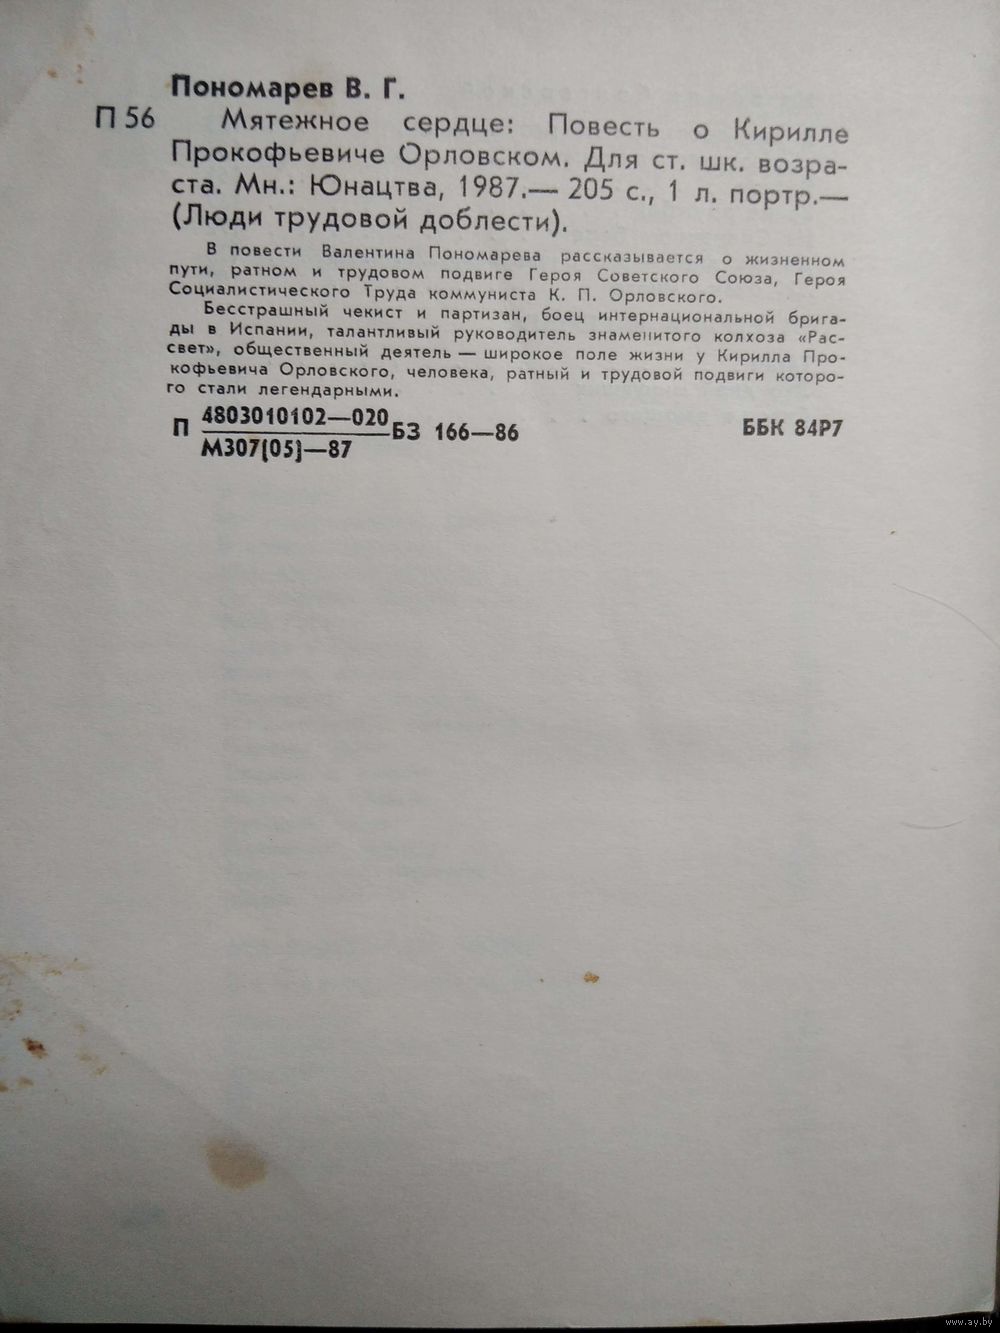 Пономарев В. Г.
П 56 Мятежное сердце: Повесть о Кирилле
Прокофьевиче Орловском. Для ст. шк. возра-
ста. Мн.: Юнацтва, 1987.— 205 с., 1 л. портр.—
(Люди трудовой доблести).
В повести Валентина Пономарева рассказывается о жизненном
пути, ратном и трудовом подвиге Героя Советского Союза, Героя
Социалистического Труда коммуниста К. П. Орловского.
Бесстрашный чекист и партизан, боец интернациональной брига-
ды в Испании, талантливый руководитель знаменитого колхоза «Рас-
свет», общественный деятель — широкое поле жизни у Кирилла Про-
кофьевича Орловского, человека, ратный и трудовой подвиги которо-
го стали легендарными.
П 4803010102—020 БЗ 166—86 ББК 84Р7
М307(05)—87
www.ay.by